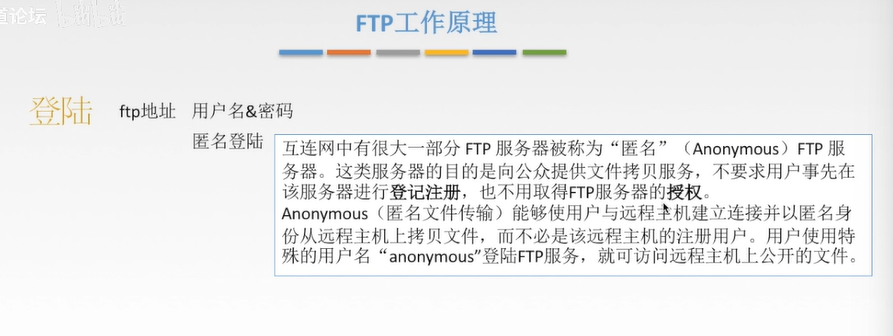 道论坛
FTP工作原理
登陆 ftp地址 用户名&密码
匿名登陆
互连网中有很大一部分 FTP 服务器被称为“匿名”（Anonymous）FTP 服
务器。这类服务器的目的是向公众提供文件拷贝服务，不要求用户事先在
该服务器进行登记注册，也不用取得FTP服务器的授权。
Anonymous（匿名文件传输）能够使用户与远程主机建立连接并以匿名身
份从远程主机上拷贝文件，而不必是该远程主机的注册用户。用户使用特
殊的用户名“anonymous”登陆FTP服务，就可访问远程主机上公开的文件。